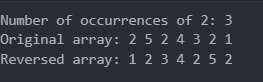 Number of occurrences of 2: 3
Original array: 2 5 2 4 3 2 1
Reversed array: 1 2 3 4 2 5 2